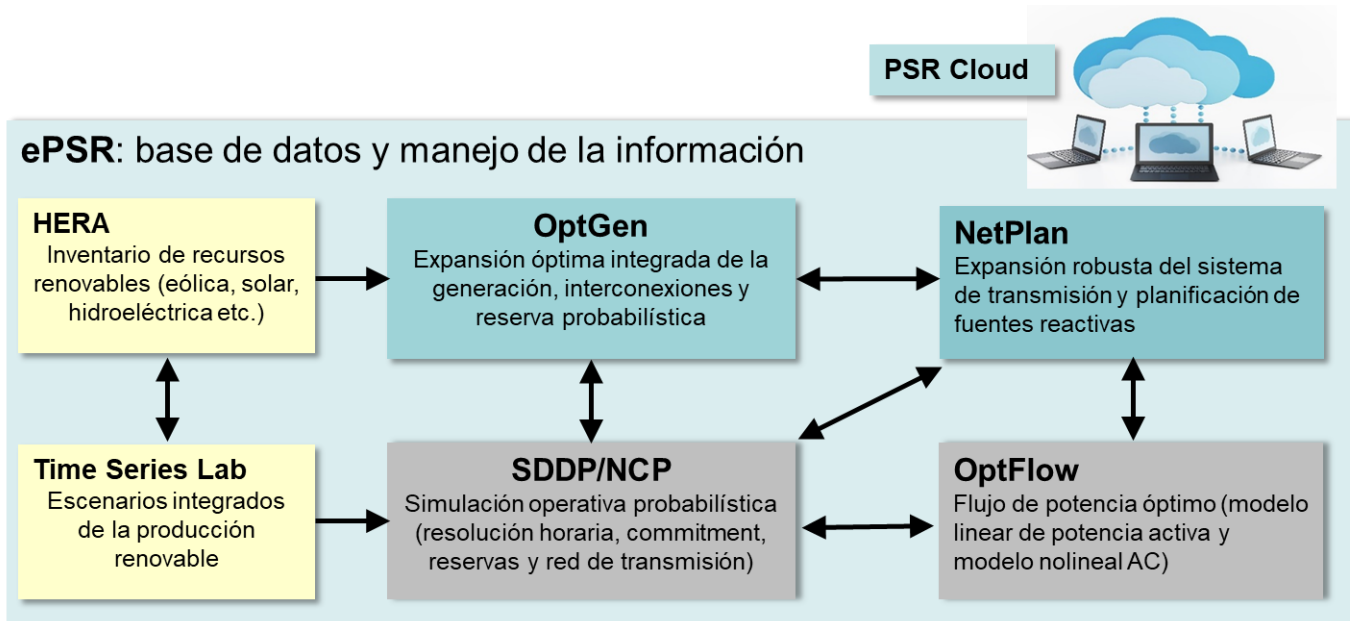 PSR Cloud
ePSR: base de datos y manejo de la información
HERA
Inventario de recursos
renovables (eólica, solar,
hidroeléctrica etc.)
OptGen
Expansión óptima integrada de la
generación, interconexiones y
reserva probabilística
NetPlan
Expansión robusta del sistema
de transmisión y planificación de
fuentes reactivas
Time Series Lab
Escenarios integrados
de la producción
renovable
SDDP/NCP
Simulación operativa probabilística
(resolución horaria, commitment,
reservas y red de transmisión)
OptFlow
Flujo de potencia óptimo (modelo
linear de potencia activa y
modelo nolineal AC)